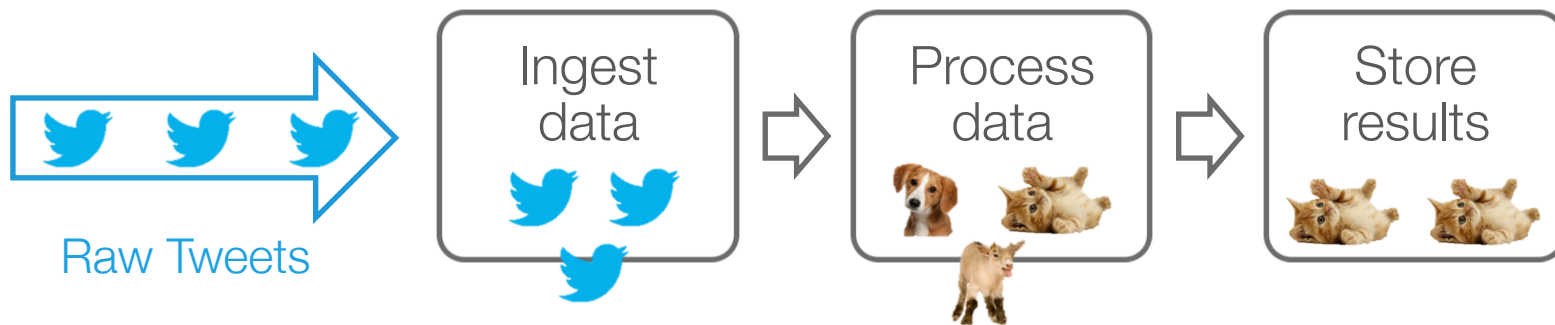 Raw Tweets
Ingest
data
Process
data
Store
results